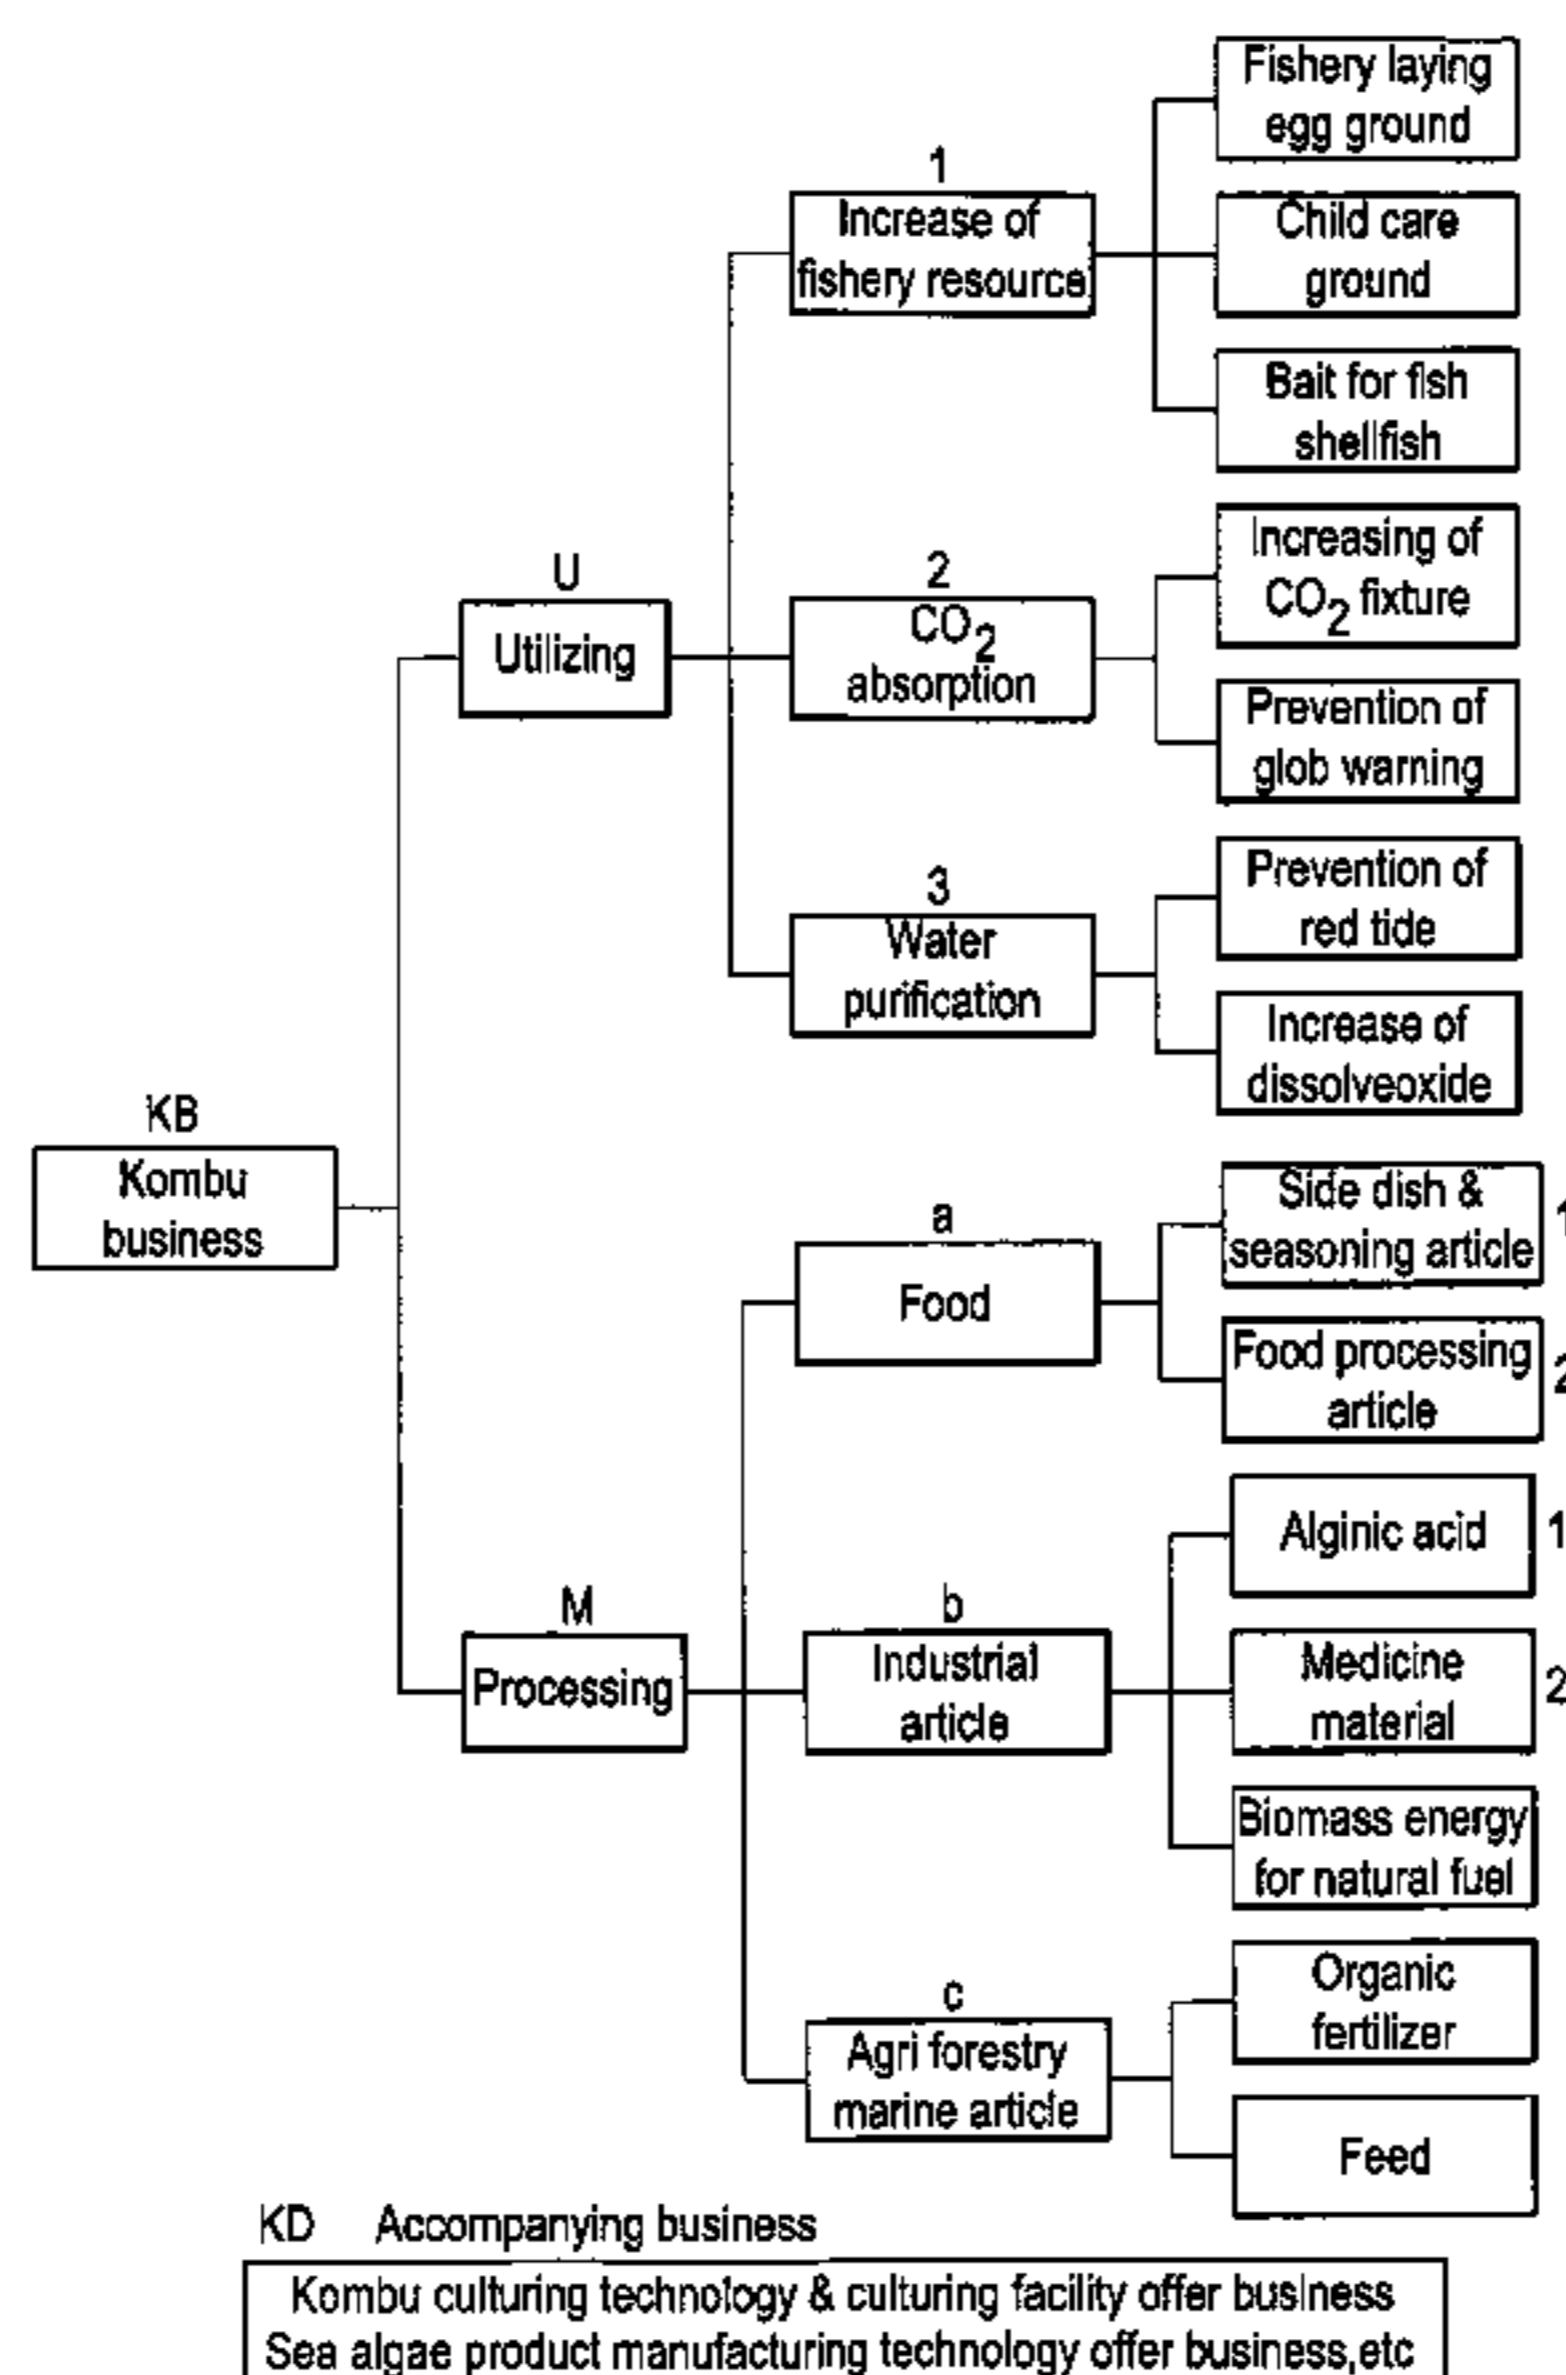 Fishery laying
egg ground
1
Increase of
fishery resource
Child care
ground
Bait for fish
shellfish
U
Utilizing
2
CO2
absorption
Increasing of
CO2 fixture
Prevention of
glob warning
3
Water
purification
Prevention of
red tide
Increase of
dissolveoxide
KB
Kombu
business
a
Food
Side dish &
seasoning article
1
Food processing
article
2
M
Processing
b
Industrial
article
Alginic acid
1
Medicine
material
2
Biomass energy
for natural fuel
c
Agri forestry
marine article
Organic
fertilizer
Feed
KD Accompanying business
Kombu culturing technology & culturing facility offer business
Sea algae product manufacturing technology offer business,etc